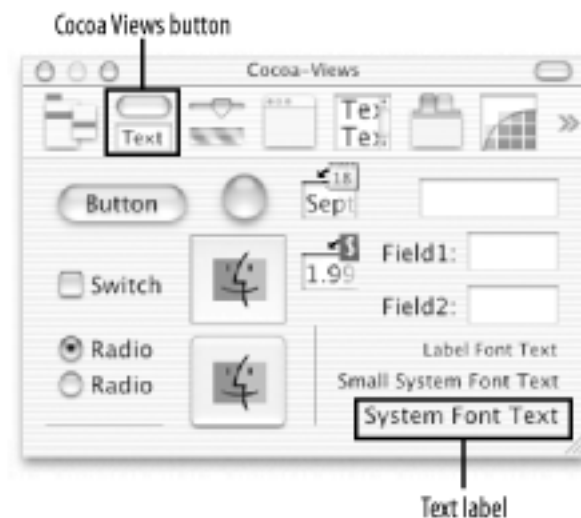 Cocoa Views button
Cocoa-Views
Text
Tex
Tex
»
Button
18
Sept
Switch
1.99
Field1:
Field2:
Radio
Radio
Label Font Text
Small System Font Text
System Font Text
Text label